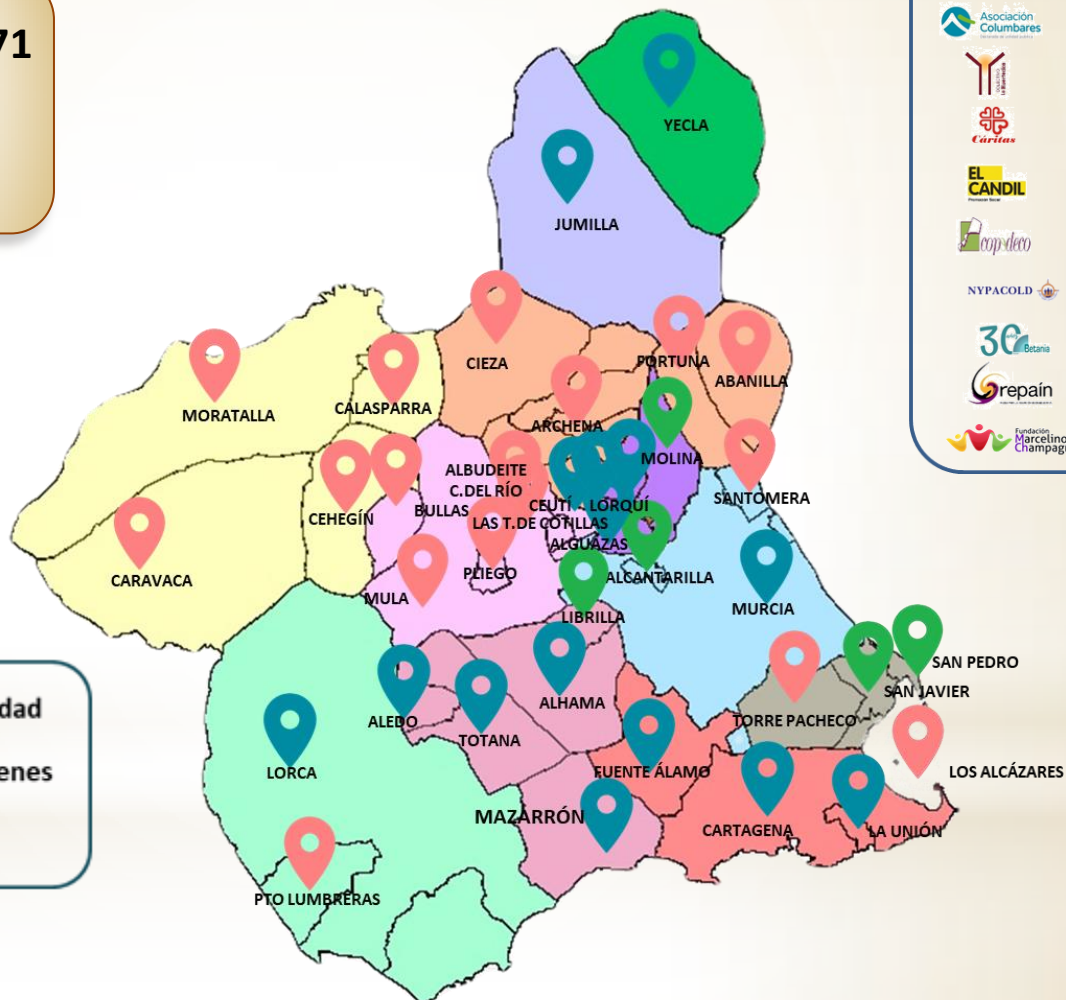 71
Asociación
Columbares
Cáritas
EL
CANDIL
Promoción Social
copedeco
NYPACOLD
30 Betania
repain
Fundación
Marcelino
Champag
YECLA
JUMILLA
CIEZA
FORTUNA
ABANILLA
MORATALLA
CALASPARRA
ARCHENA
ALBUDEITE
MOLINA
C.DEL RÍO
SANTOMERA
CEHEGÍN
BULLAS
CEUTÍ
LORQUÍ
LAS T.DE COTILLAS
ALGUAZAS
CARAVACA
PLIEGO
ALCANTARILLA
MULA
MURCIA
LIBRILLA
SAN PEDRO
SAN JAVIER
dad
ALHAMA
ALEDO
TORRE PACHECO
TOTANA
enes
LORCA
FUENTE ÁLAMO
LOS ALCÁZARES
MAZARRÓN
CARTAGENA
LA UNIÓN
PTO LUMBRERAS